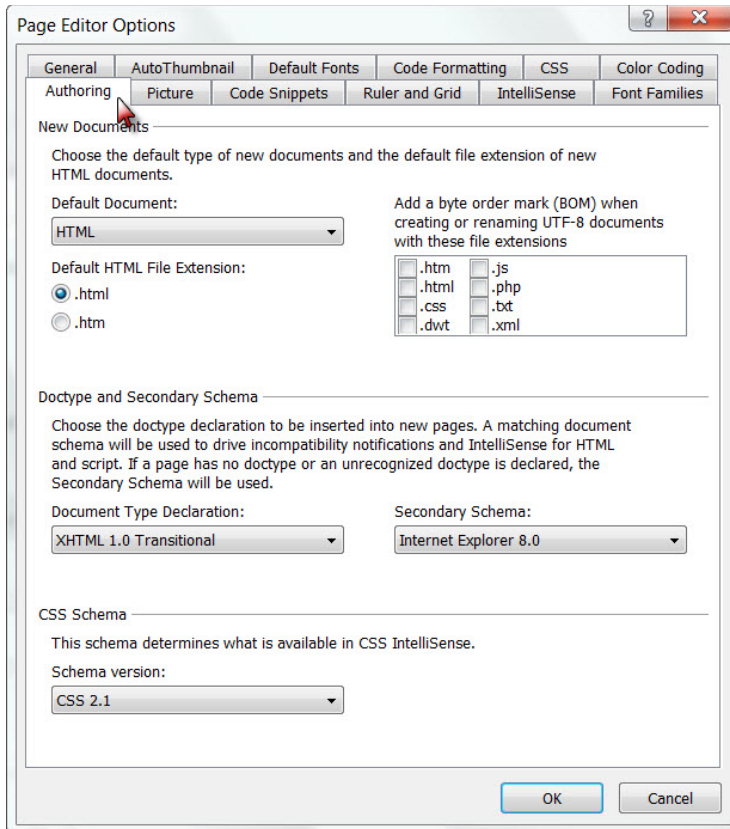 Page Editor Options
General AutoThumbnail Default Fonts Code Formatting CSS Color Coding
Authoring Picture Code Snippets Ruler and Grid IntelliSense Font Families
New Documents
Choose the default type of new documents and the default file extension of new
HTML documents.
Default Document:
HTML
Default HTML File Extension:
.html
.htm
Add a byte order mark (BOM) when
creating or renaming UTF-8 documents
with these file extensions
.htm .js
.html .php
.css .txt
.dwt .xml
Doctype and Secondary Schema
Choose the doctype declaration to be inserted into new pages. A matching document
schema will be used to drive incompatibility notifications and IntelliSense for HTML
and script. If a page has no doctype or an unrecognized doctype is declared, the
Secondary Schema will be used.
Document Type Declaration:
XHTML 1.0 Transitional
Secondary Schema:
Internet Explorer 8.0
CSS Schema
This schema determines what is available in CSS IntelliSense.
Schema version:
CSS 2.1
OK Cancel